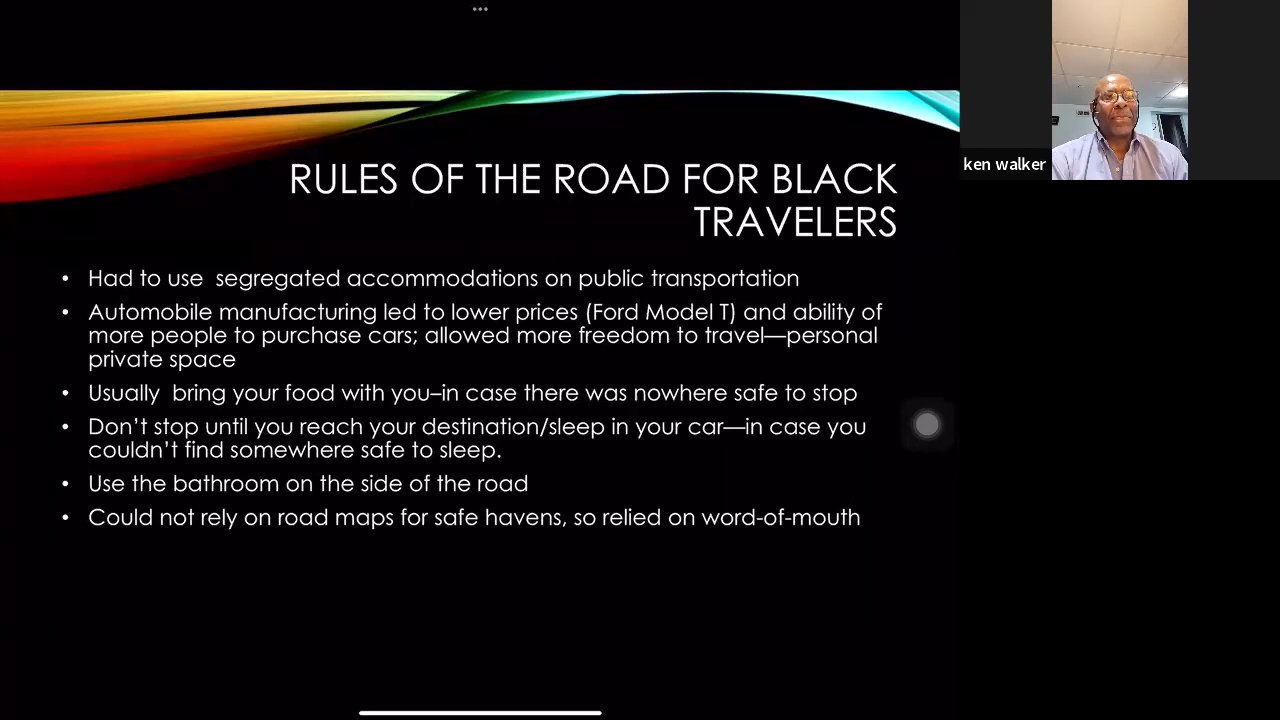 RULES OF THE ROAD FOR BLACK
TRAVELERS
• Had to use  segregated accommodations on public transportation
• Automobile manufacturing led to lower prices (Ford Model T) and ability of
more people to purchase cars; allowed more freedom to travel—personal
private space
• Usually  bring your food with you–in case there was nowhere safe to stop
• Don’t stop until you reach your destination/sleep in your car—in case you
couldn’t find somewhere safe to sleep.
• Use the bathroom on the side of the road
• Could not rely on road maps for safe havens, so relied on word-of-mouth
ken walker